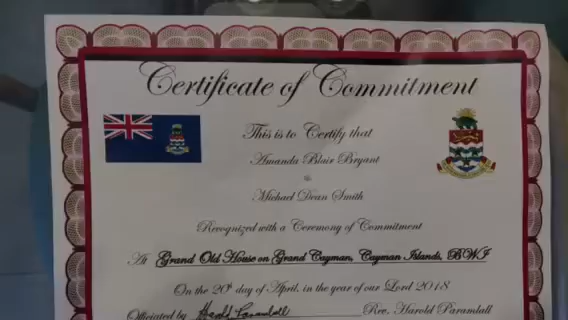 Certificate of Commitment
This is to Certify that
Amanda Blair Bryant
&
Michael Dean Smith
Recognized with a Ceremony of Commitment
At Grand Old House on Grand Cayman, Cayman Islands, BWI
On the 20th day of April, in the year of our Lord 2018
Officiated by Harold Paramlall Rev. Harold Paramlall